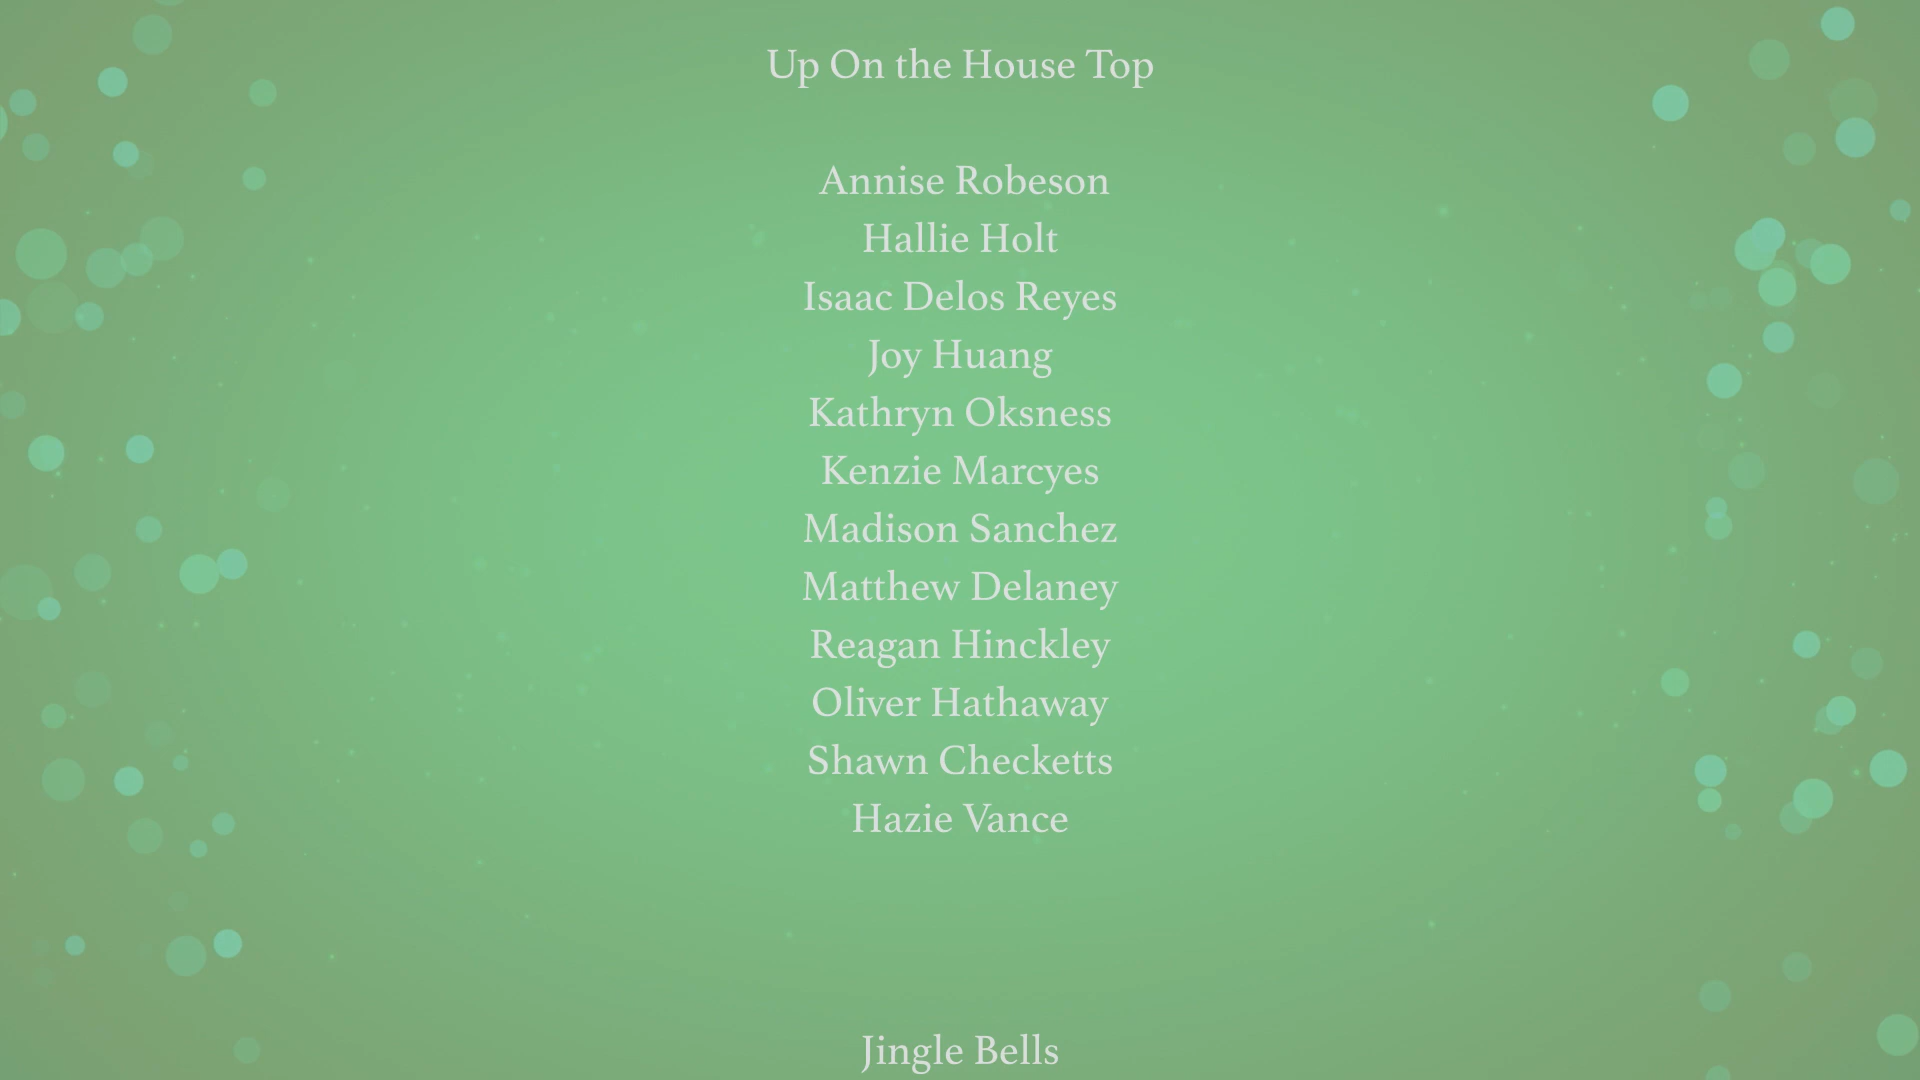 Up On the House Top
Annise Robeson
Hallie Holt
Isaac Delos Reyes
Joy Huang
Kathryn Oksness
Kenzie Marcyes
Madison Sanchez
Matthew Delaney
Reagan Hinckley
Oliver Hathaway
Shawn Checketts
Hazie Vance
Jingle Bells